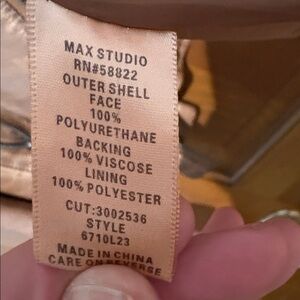 MAX STUDIO
RN#58822
OUTER SHELL
FACE
100%
POLYURETHANE
BACKING
100% VISCOSE
LINING
100% POLYESTER
CUT:3002536
STYLE
6710L23
MADE IN CHINA
CARE ON REVERSE